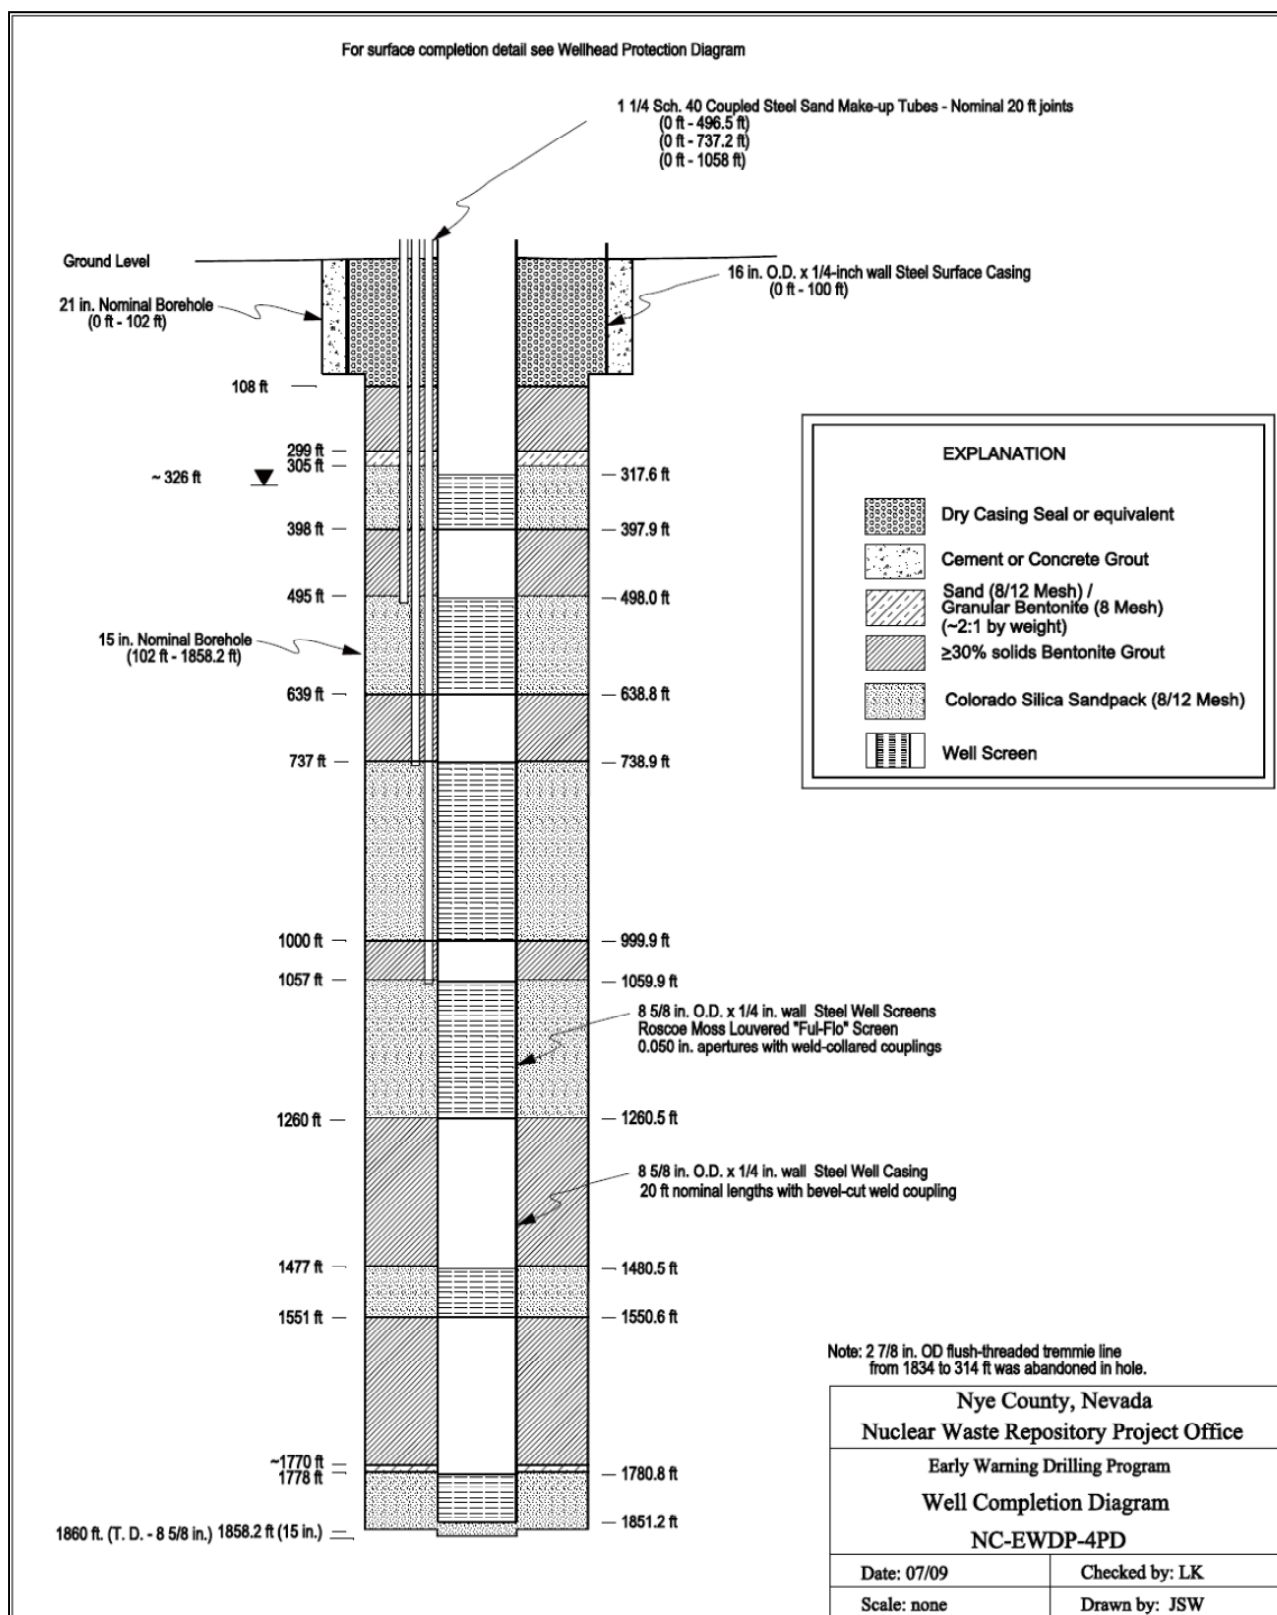 For surface completion detail see Wellhead Protection Diagram
1 1/4 Sch. 40 Coupled Steel Sand Make-up Tubes - Nominal 20 ft joints
(0 ft - 496.5 ft)
(0 ft - 737.2 ft)
(0 ft - 1058 ft)
Ground Level
16 in. O.D. x 1/4-inch wall Steel Surface Casing
(0 ft - 100 ft)
21 in. Nominal Borehole
(0 ft - 102 ft)
108 ft
299 ft
305 ft
~ 326 ft
317.6 ft
398 ft
397.9 ft
495 ft
498.0 ft
15 in. Nominal Borehole
(102 ft - 1858.2 ft)
639 ft
638.8 ft
737 ft
738.9 ft
EXPLANATION
Dry Casing Seal or equivalent
Cement or Concrete Grout
Sand (8/12 Mesh) /
Granular Bentonite (8 Mesh)
(~2:1 by weight)
≥30% solids Bentonite Grout
Colorado Silica Sandpack (8/12 Mesh)
Well Screen
1000 ft
999.9 ft
1057 ft
1059.9 ft
8 5/8 in. O.D. x 1/4 in. wall Steel Well Screens
Roscoe Moss Louvered "Ful-Flo" Screen
0.050 in. apertures with weld-collared couplings
1260 ft
1260.5 ft
8 5/8 in. O.D. x 1/4 in. wall Steel Well Casing
20 ft nominal lengths with bevel-cut weld coupling
1477 ft
1480.5 ft
1551 ft
1550.6 ft
~1770 ft
1778 ft
1780.8 ft
1851.2 ft
1860 ft. (T. D. - 8 5/8 in.) 1858.2 ft (15 in.)
Note: 2 7/8 in. OD flush-threaded tremmie line
from 1834 to 314 ft was abandoned in hole.
Nye County, Nevada
Nuclear Waste Repository Project Office
Early Warning Drilling Program
Well Completion Diagram
NC-EWDP-4PD
Date: 07/09
Checked by: LK
Scale: none
Drawn by: JSW